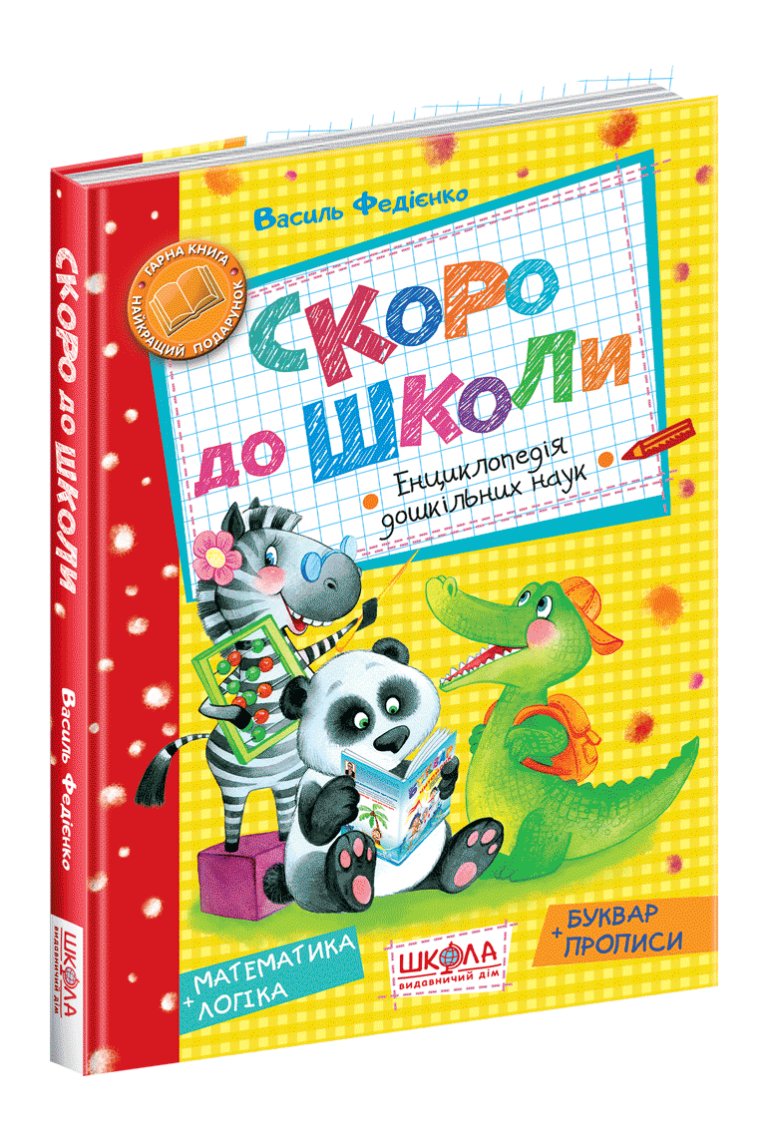 СКОРО ДО ШКОЛИ
Василь Федієнко
ШКОЛА
ВИДАВНИЧИЙ ДІМ
ГАРНА КНИГА
НАЙКРАЩИЙ ПОДАРУНОК
Василь Федієнко
СКОРО
ДО ШКОЛИ
Енциклопедія
дошкільних наук
БУКВАР
МАТЕМАТИКА
+ЛОГІКА
ШКОЛА
ВИДАВНИЧИЙ ДІМ
БУКВАР
+ПРОПИСИ